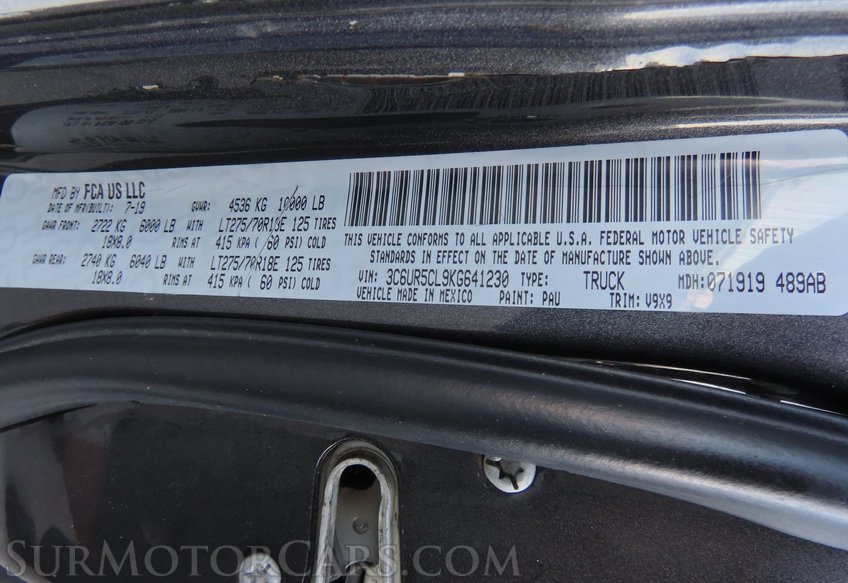 MFD BY FCA US LLC
DATE OF MFR(BUILT): 7-19 GVWR: 4536 KG 10000 LB
GAWR FRONT: 2722 KG 6000 LB WITH LT275/70R18E 125 TIRES
18X8.0 RIMS AT 415 KPA ( 60 PSI) COLD
GAWR REAR: 2740 KG 6040 LB WITH LT275/70R18E 125 TIRES
18X8.0 RIMS AT 415 KPA ( 60 PSI) COLD
THIS VEHICLE CONFORMS TO ALL APPLICABLE U.S.A. FEDERAL MOTOR VEHICLE SAFETY
STANDARDS IN EFFECT ON THE DATE OF MANUFACTURE SHOWN ABOVE.
VIN: 3C6UR5CL9KG641230 TYPE: TRUCK MDH:071919 489AB
VEHICLE MADE IN MEXICO PAINT: PAU TRIM: V9X9
SurMotorCars.com